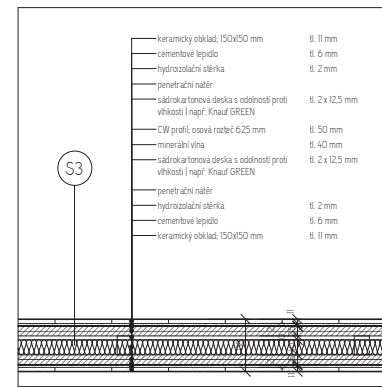 keramický obklad; 150x150 mm tl. 11 mm
cementové lepidlo tl. 6 mm
hydroizolační stěrka tl. 2 mm
penetrační nátěr
sádrokartonová deska s odolností proti tl. 2 x 12,5 mm
vlhkosti | např. Knauf GREEN
CW profil, osová rozteč 625 mm tl. 50 mm
minerální vlna tl. 40 mm
sádrokartonová deska s odolností proti tl. 2 x 12,5 mm
vlhkosti | např. Knauf GREEN
penetrační nátěr
hydroizolační stěrka tl. 2 mm
cementové lepidlo tl. 6 mm
keramický obklad; 150x150 mm tl. 11 mm
S3